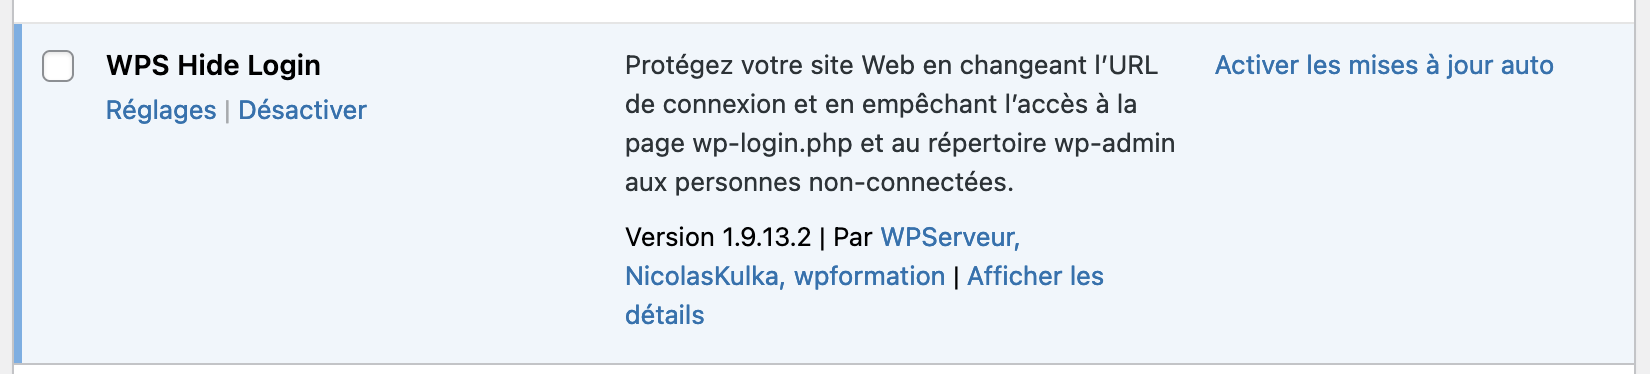 WPS Hide Login
Réglages | Désactiver
Protégez votre site Web en changeant l’URL
de connexion et en empêchant l’accès à la
page wp-login.php et au répertoire wp-admin
aux personnes non-connectées.
Version 1.9.13.2 | Par WPServeur,
NicolasKulka, wpformation | Afficher les
détails
Activer les mises à jour auto